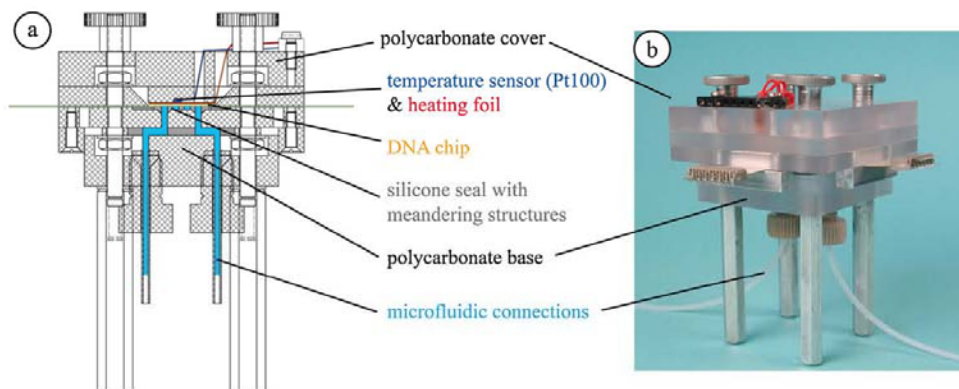 a
polycarbonate cover
temperature sensor (Pt100)
& heating foil
DNA chip
silicone seal with
meandering structures
polycarbonate base
microfluidic connections
b